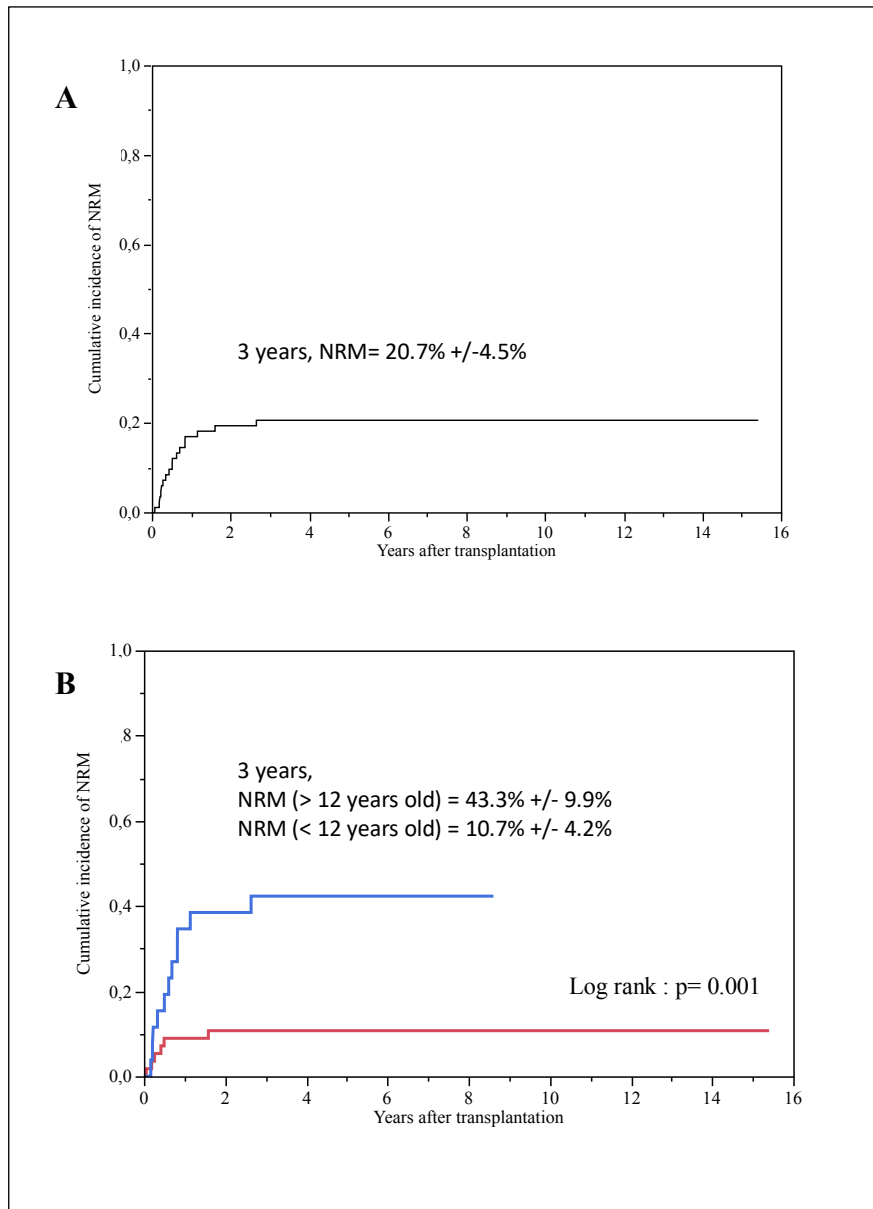 A
1,0
,8
0,6
0,4
0,2
0,0
Cumulative incidence of NRM
3 years, NRM= 20.7% +/-4.5%
0 2 4 6 8 10 12 14 16
Years after transplantation
B
1,0
,8
0,6
0,4
0,2
0,0
Cumulative incidence of NRM
3 years,
NRM (> 12 years old) = 43.3% +/- 9.9%
NRM (< 12 years old) = 10.7% +/- 4.2%
Log rank : p= 0.001
0 2 4 6 8 10 12 14 16
Years after transplantation